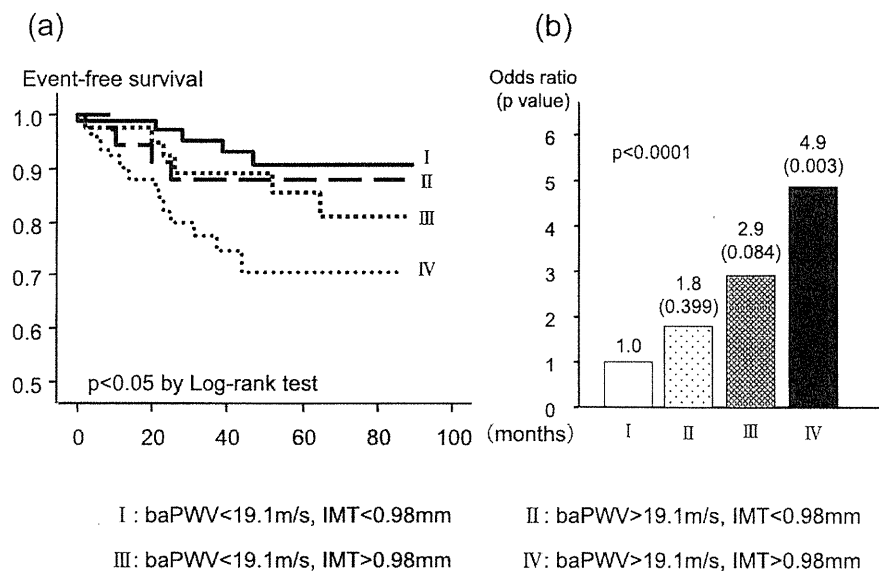 (a)
Event-free survival
1.0
0.9
0.8
0.7
0.6
0.5
I
II
III
IV
p<0.05 by Log-rank test
0 20 40 60 80 100
(months)
(b)
Odds ratio
(p value)
6
5
4
3
2
1
0
p<0.0001
1.0
1.8
(0.399)
2.9
(0.084)
4.9
(0.003)
I II III IV
I : baPWV<19.1m/s, IMT<0.98mm
II : baPWV>19.1m/s, IMT<0.98mm
III: baPWV<19.1m/s, IMT>0.98mm
IV: baPWV>19.1m/s, IMT>0.98mm